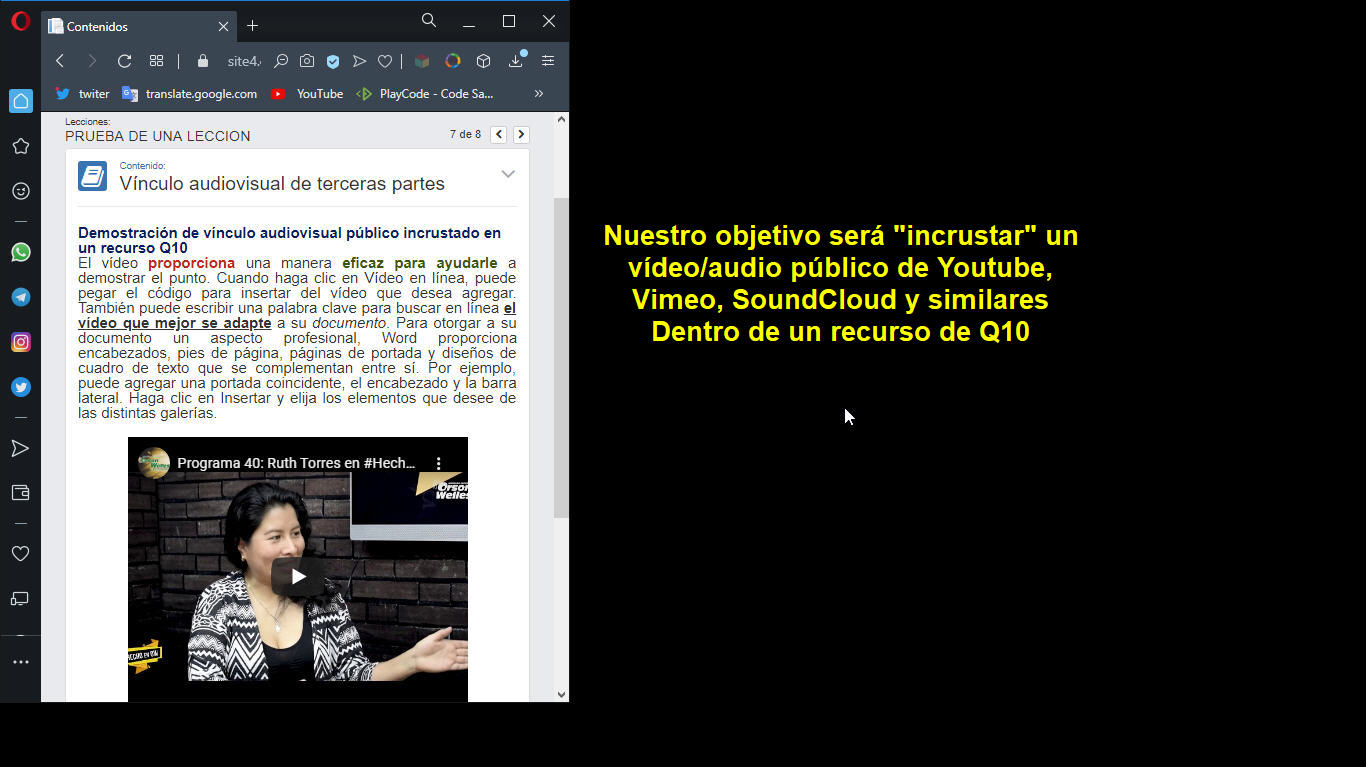 Contenidos
site4.
twiter
translate.google.com
YouTube
PlayCode - Code Sa...
Lecciones:
PRUEBA DE UNA LECCION
7 de 8
Contenido:
Vínculo audiovisual de terceras partes
Demostración de vínculo audiovisual público incrustado en
un recurso Q10
El vídeo proporciona una manera eficaz para ayudarle a
demostrar el punto. Cuando haga clic en Vídeo en línea, puede
pegar el código para insertar del vídeo que desea agregar.
También puede escribir una palabra clave para buscar en línea el
vídeo que mejor se adapte a su documento. Para otorgar a su
documento un aspecto profesional, Word proporciona
encabezados, pies de página, páginas de portada y diseños de
cuadro de texto que se complementan entre sí. Por ejemplo,
puede agregar una portada coincidente, el encabezado y la barra
lateral. Haga clic en Insertar y elija los elementos que desee de
las distintas galerías.
Programa 40: Ruth Torres en #Hech...
Orson
Welles
Nuestro objetivo será "incrustar" un
vídeo/audio público de Youtube,
Vimeo, SoundCloud y similares
Dentro de un recurso de Q10